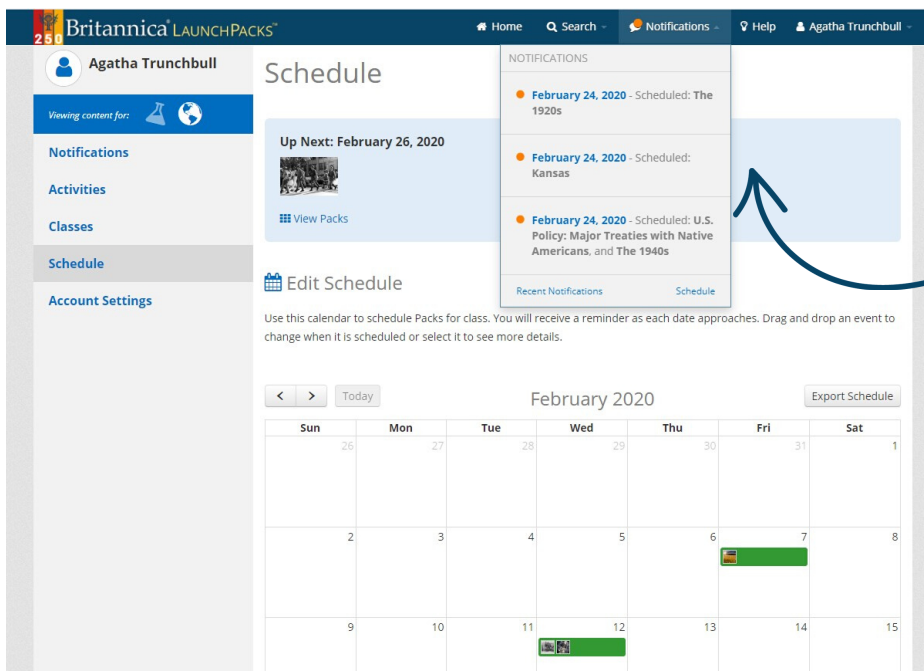 250 Britannica® LAUNCHPACKS™
Home Search Notifications Help Agatha Trunchbull
Agatha Trunchbull
Viewing content for:
Notifications
Activities
Classes
Schedule
Account Settings
Schedule
Up Next: February 26, 2020
View Packs
NOTIFICATIONS
February 24, 2020 - Scheduled: The
1920s
February 24, 2020 - Scheduled:
Kansas
February 24, 2020 - Scheduled: U.S.
Policy: Major Treaties with Native
Americans, and The 1940s
Recent Notifications Schedule
Edit Schedule
Use this calendar to schedule Packs for class. You will receive a reminder as each date approaches. Drag and drop an event to
change when it is scheduled or select it to see more details.
< > Today February 2020 Export Schedule
Sun Mon Tue Wed Thu Fri Sat
26 27 28 29 30 31 1
2 3 4 5 6 7 8
9 10 11 12 13 14 15